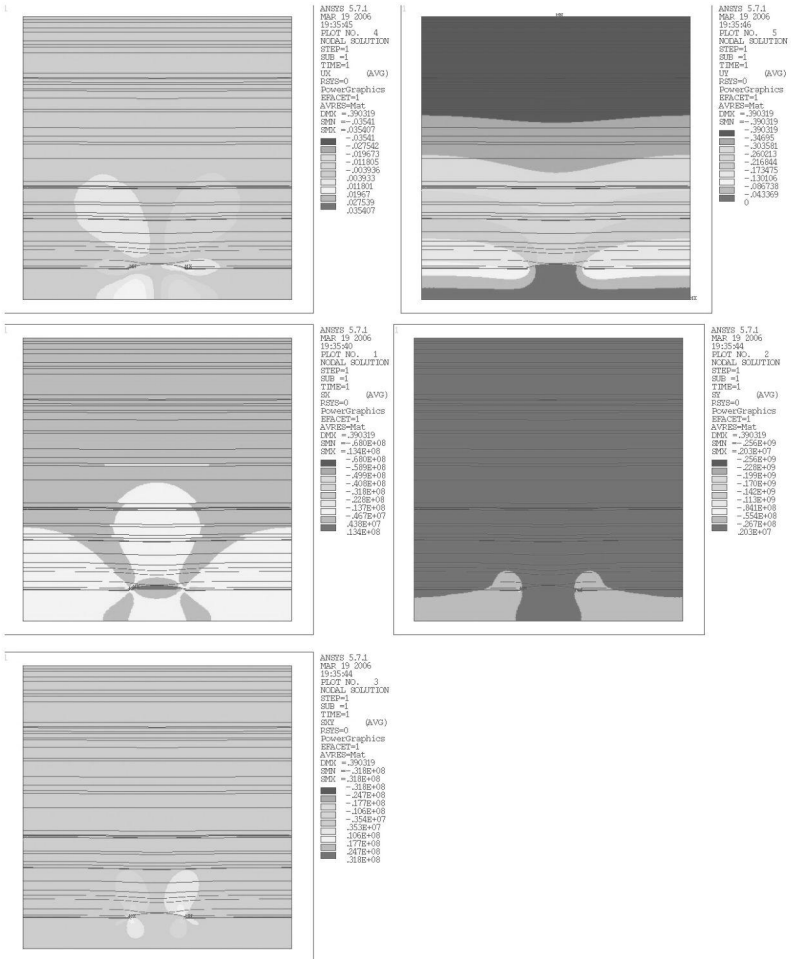 1
ANSYS 5.7.1
MAR 19 2006
19:35:45
PLOT NO. 4
NODAL SOLUTION
STEP=1
SUB =1
TIME=1
UX (AVG)
RSYS=0
PowerGraphics
EFACET=1
AVRES=Mat
DMX =.390319
SMN =-.03541
SMX =.035407
-.03541
-.027542
-.019673
-.011805
-.003936
.003933
.011801
.01967
.027539
.035407
1
MN
MX
ANSYS 5.7.1
MAR 19 2006
19:35:46
PLOT NO. 5
NODAL SOLUTION
STEP=1
SUB =1
TIME=1
UY (AVG)
RSYS=0
PowerGraphics
EFACET=1
AVRES=Mat
DMX =.390319
SMN =-.390319
-.390319
-.34695
-.303581
-.260213
-.216844
-.173475
-.130106
-.086738
-.043369
0
1
ANSYS 5.7.1
MAR 19 2006
19:35:40
PLOT NO. 1
NODAL SOLUTION
STEP=1
SUB =1
TIME=1
SX (AVG)
RSYS=0
PowerGraphics
EFACET=1
AVRES=Mat
DMX =.390319
SMN =-.680E+08
SMX =.134E+08
-.680E+08
-.589E+08
-.499E+08
-.408E+08
-.318E+08
-.228E+08
-.137E+08
-.467E+07
.438E+07
.134E+08
1
ANSYS 5.7.1
MAR 19 2006
19:35:44
PLOT NO. 2
NODAL SOLUTION
STEP=1
SUB =1
TIME=1
SY (AVG)
RSYS=0
PowerGraphics
EFACET=1
AVRES=Mat
DMX =.390319
SMN =-.256E+09
SMX =.203E+07
-.256E+09
-.228E+09
-.199E+09
-.170E+09
-.142E+09
-.113E+09
-.841E+08
-.554E+08
-.267E+08
.203E+07
1
ANSYS 5.7.1
MAR 19 2006
19:35:44
PLOT NO. 3
NODAL SOLUTION
STEP=1
SUB =1
TIME=1
SXY (AVG)
RSYS=0
PowerGraphics
EFACET=1
AVRES=Mat
DMX =.390319
SMN =-.318E+08
SMX =.318E+08
-.318E+08
-.247E+08
-.177E+08
-.106E+08
-.354E+07
.353E+07
.106E+08
.177E+08
.247E+08
.318E+08